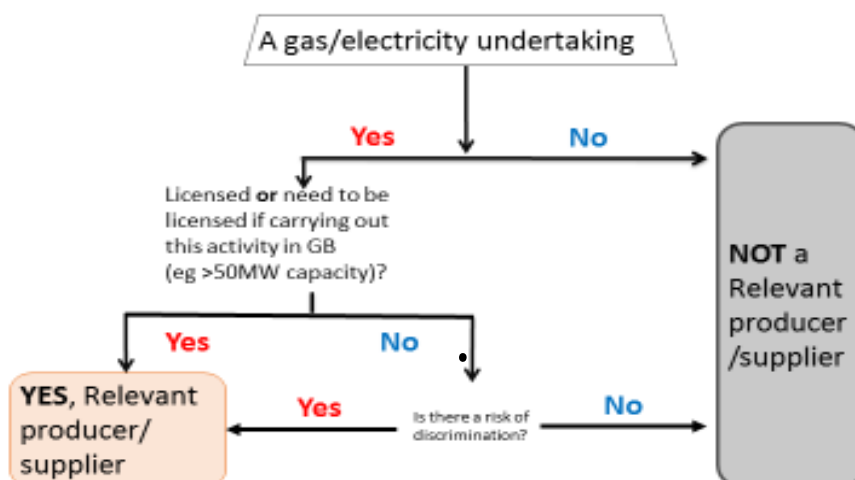 A gas/electricity undertaking
Yes
No
Licensed or need to be
licensed if carrying out
this activity in GB
(eg >50MW capacity)?
NOT a
Relevant
producer
/supplier
Yes
No
YES, Relevant
producer/
supplier
Yes
Is there a risk of
discrimination?
No